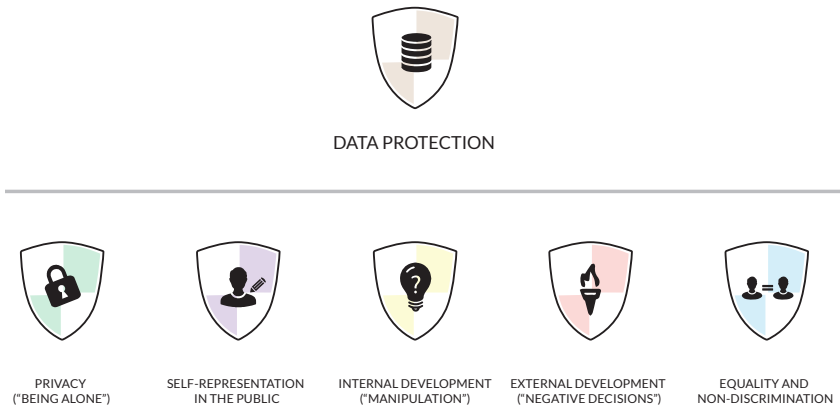 DATA PROTECTION
?
=
PRIVACY
("BEING ALONE")
SELF-REPRESENTATION
IN THE PUBLIC
INTERNAL DEVELOPMENT
("MANIPULATION")
EXTERNAL DEVELOPMENT
("NEGATIVE DECISIONS")
EQUALITY AND
NON-DISCRIMINATION